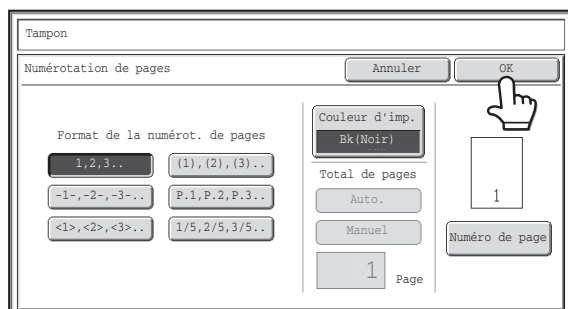 Tampon
Numérotation de pages
Annuler
OK
Format de la numérot. de pages
1,2,3..
(1),(2),(3)..
-1-,-2-,-3-..
P.1,P.2,P.3..
<1>,<2>,<3>..
1/5,2/5,3/5..
Couleur d'imp.
Bk(Noir)
Total de pages
Auto.
Manuel
1 Page
1
Numéro de page